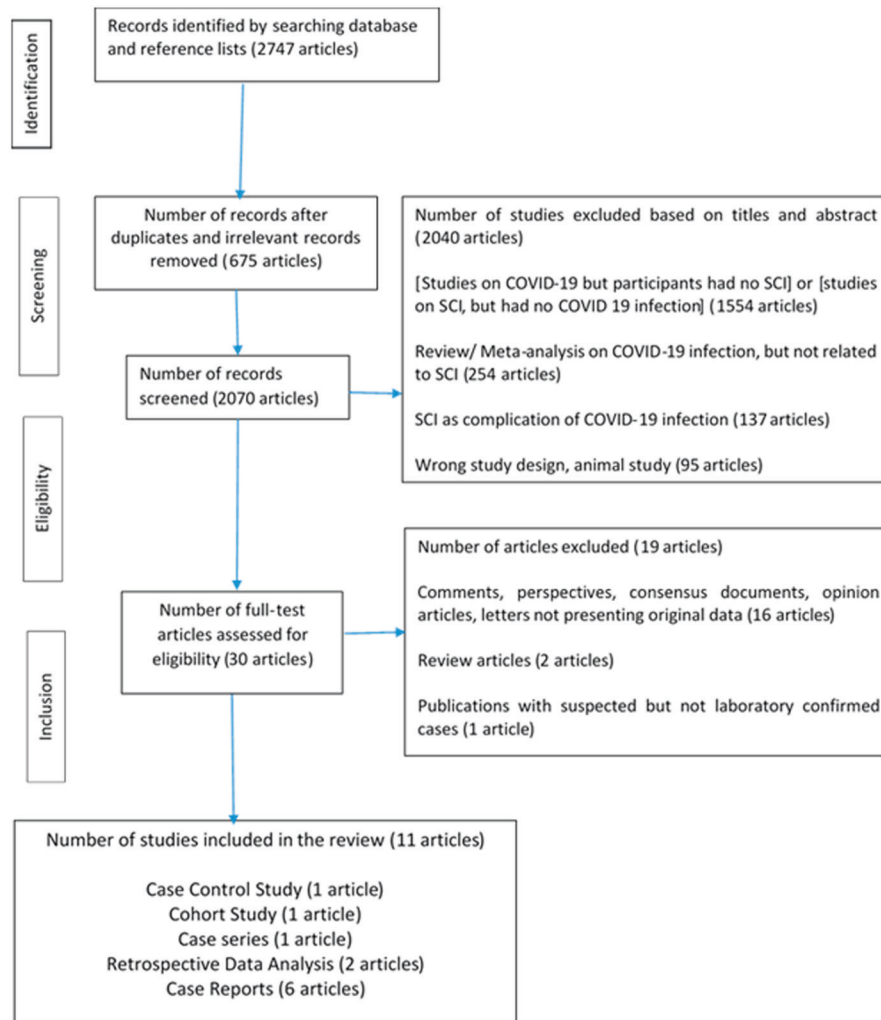 Identification
Records identified by searching database
and reference lists (2747 articles)
Screening
Number of records after
duplicates and irrelevant records
removed (675 articles)
Number of studies excluded based on titles and abstract
(2040 articles)
[Studies on COVID-19 but participants had no SCI] or [studies
on SCI, but had no COVID 19 infection] (1554 articles)
Review/ Meta-analysis on COVID-19 infection, but not related
to SCI (254 articles)
SCI as complication of COVID-19 infection (137 articles)
Wrong study design, animal study (95 articles)
Number of records
screened (2070 articles)
Eligibility
Number of full-test
articles assessed for
eligibility (30 articles)
Number of articles excluded (19 articles)
Comments, perspectives, consensus documents, opinion
articles, letters not presenting original data (16 articles)
Review articles (2 articles)
Publications with suspected but not laboratory confirmed
cases (1 article)
Inclusion
Number of studies included in the review (11 articles)
Case Control Study (1 article)
Cohort Study (1 article)
Case series (1 article)
Retrospective Data Analysis (2 articles)
Case Reports (6 articles)